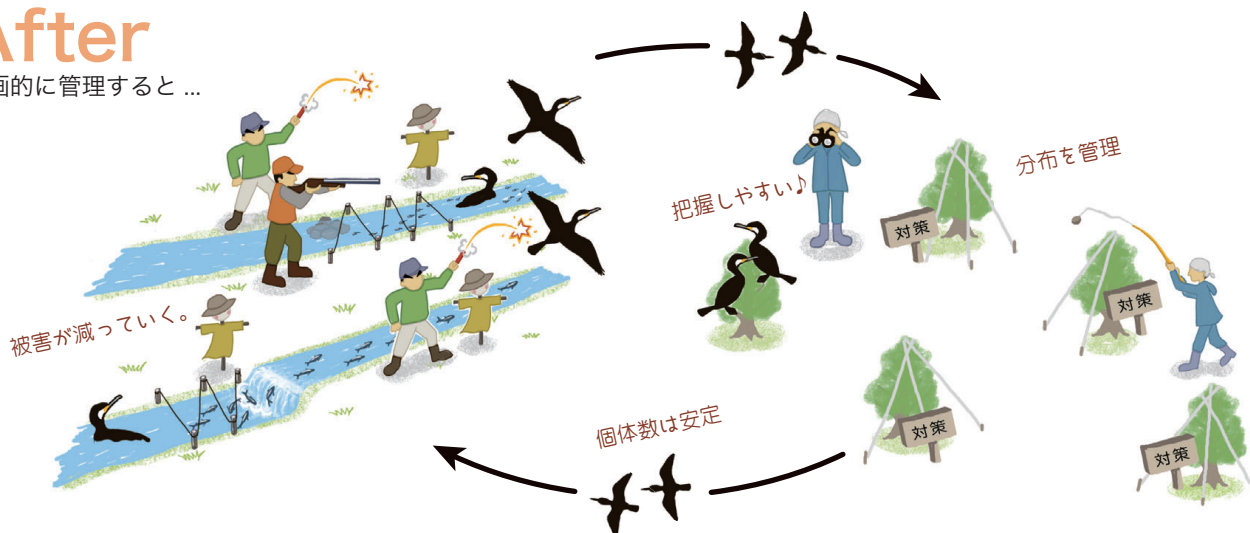 After
画的に管理すると ...
分布を管理
把握しやすい♪
対策
対策
被害が減っていく。
個体数は安定
対策
対策